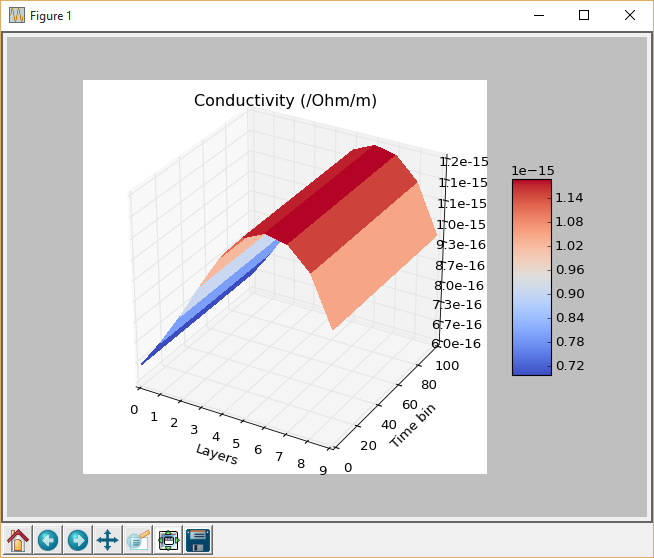 Figure 1
Conductivity (/Ohm/m)
1.2e-15
1.1e-15
1.1e-15
1.0e-15
9.3e-16
8.7e-16
8.0e-16
7.3e-16
6.7e-16
6.0e-16
100
80
60
40
20
0
Time bin
0 1 2 3 4 5 6 7 8 9
Layers
1e−15
1.14
1.08
1.02
0.96
0.90
0.84
0.78
0.72